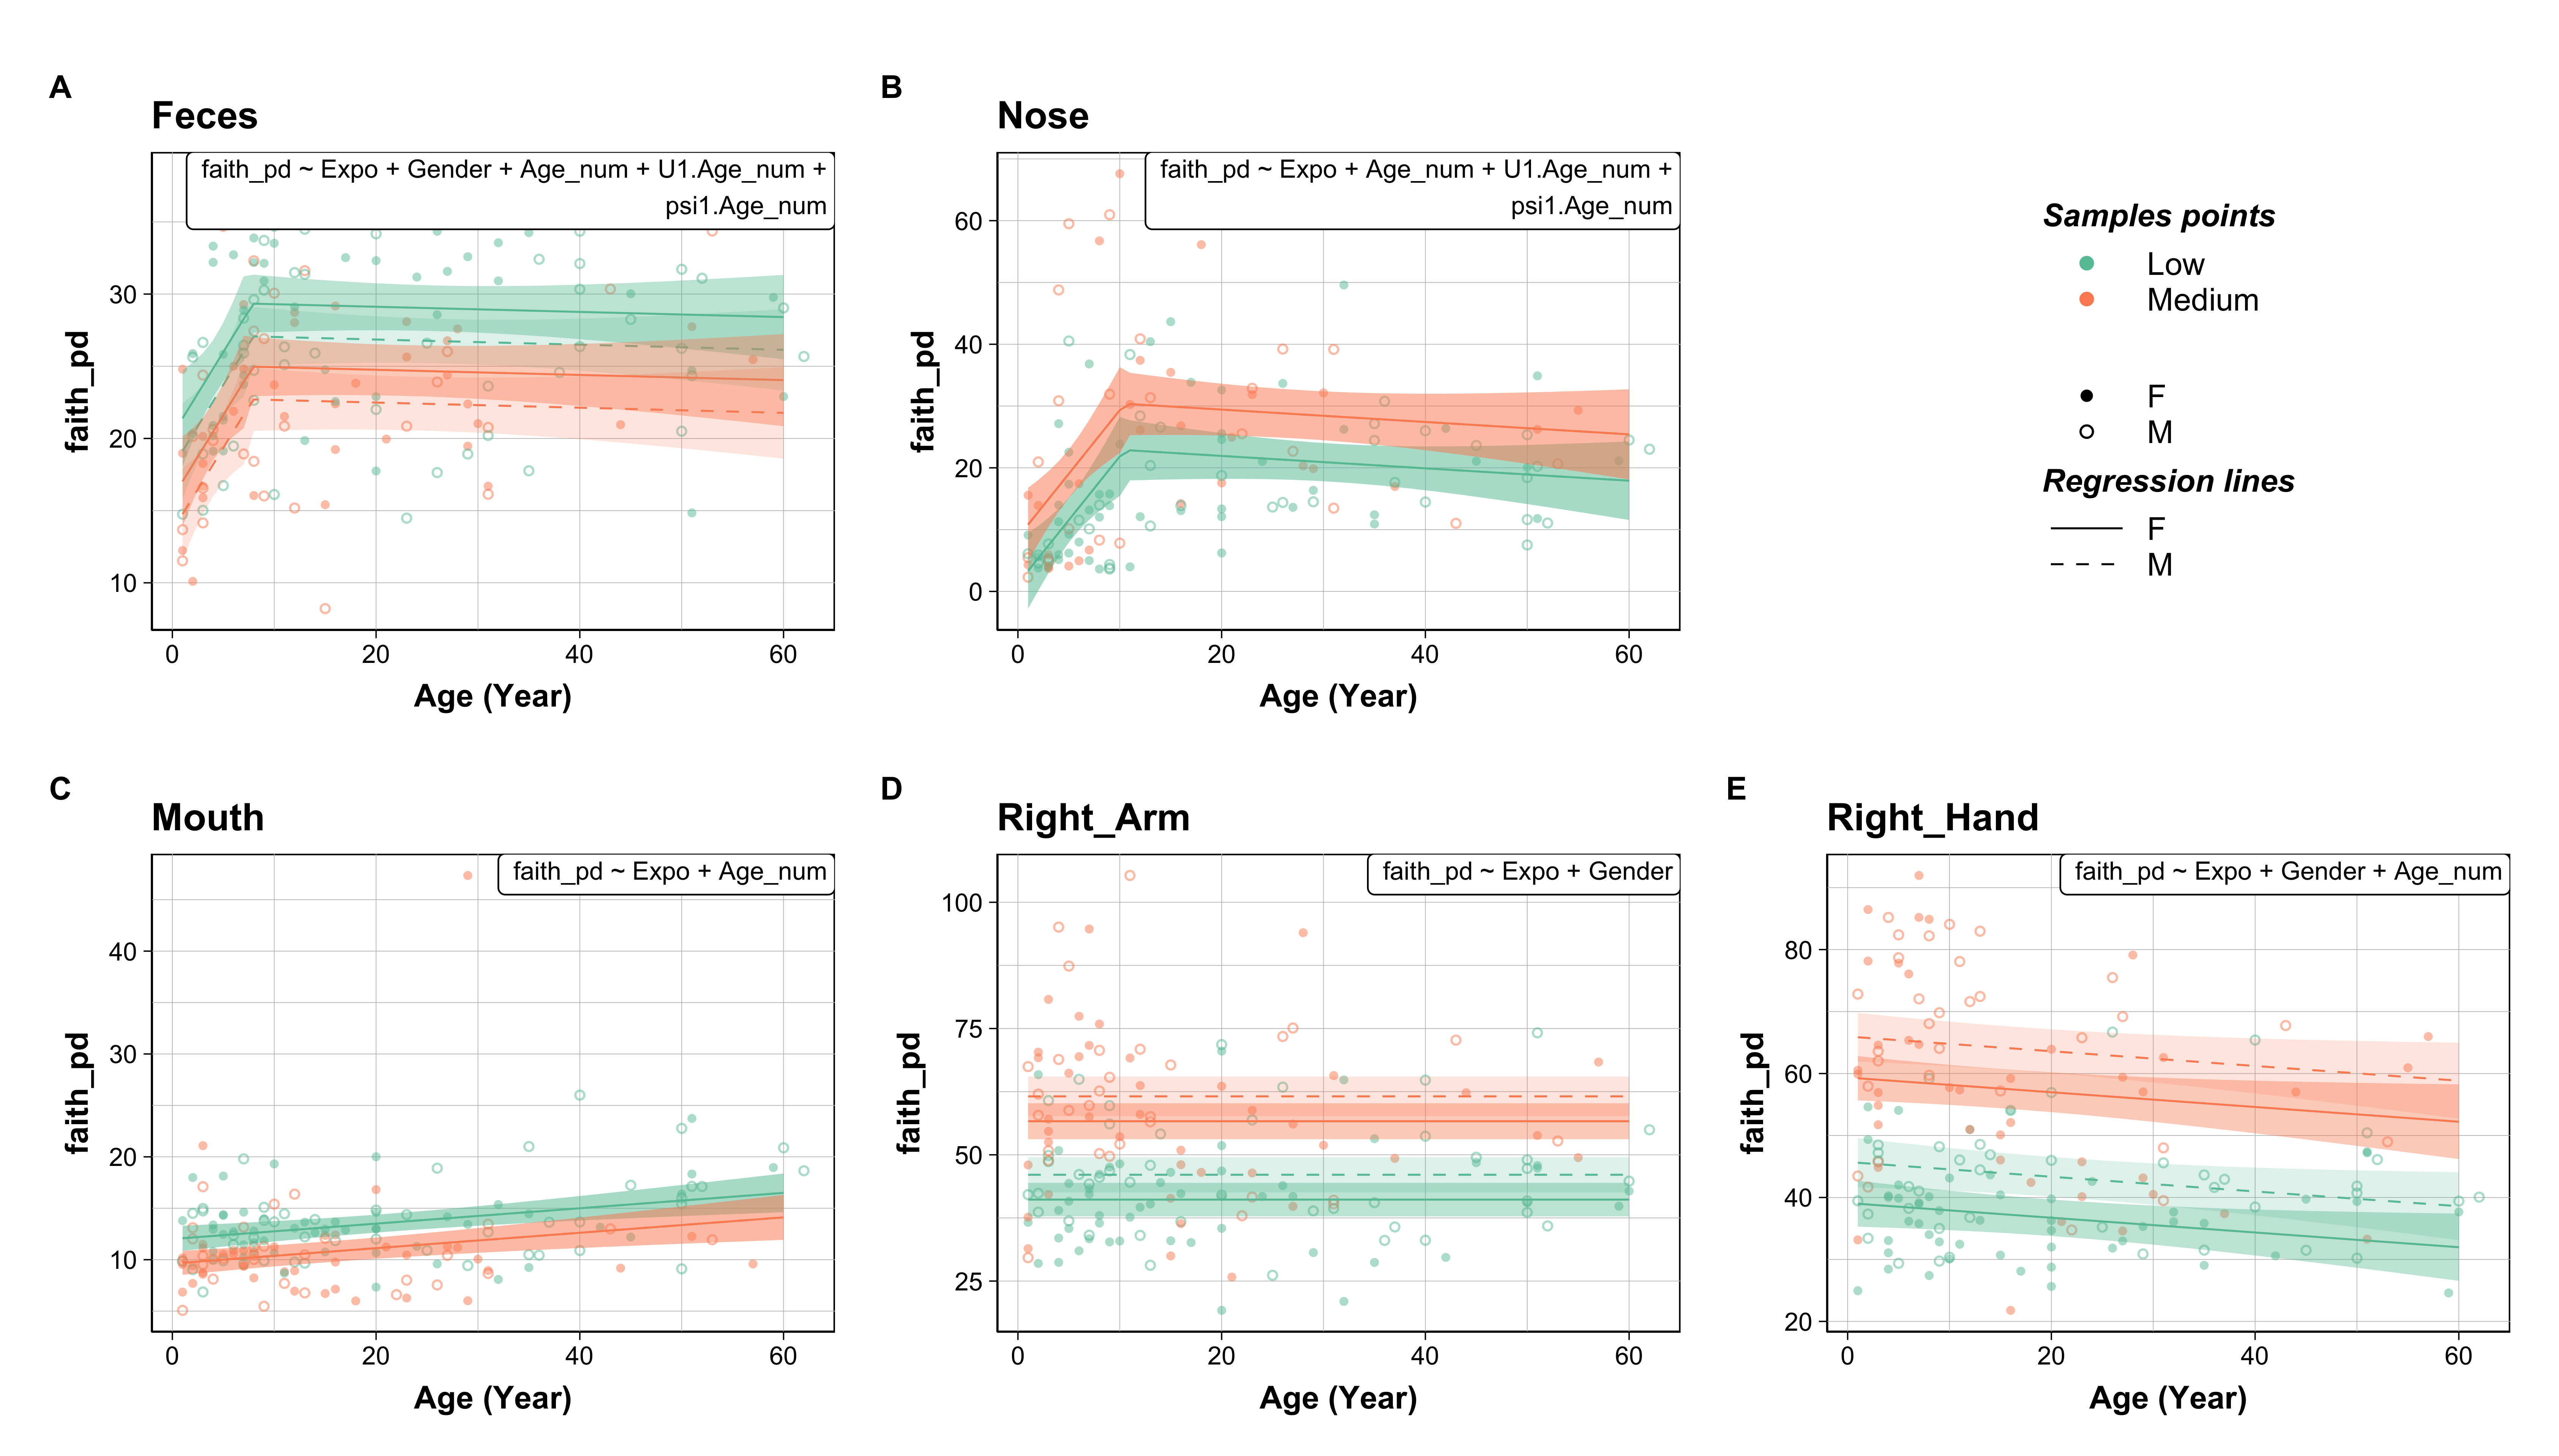 A
Feces
faith_pd ~ Expo + Gender + Age_num + U1.Age_num +
psi1.Age_num
30
20
10
faith_pd
0 20 40 60
Age (Year)
B
Nose
faith_pd ~ Expo + Age_num + U1.Age_num +
psi1.Age_num
60
40
20
0
faith_pd
0 20 40 60
Age (Year)
Samples points
Low
Medium
F
M
Regression lines
F
M
C
Mouth
faith_pd ~ Expo + Age_num
40
30
20
10
faith_pd
0 20 40 60
Age (Year)
D
Right_Arm
faith_pd ~ Expo + Gender
100
75
50
25
faith_pd
0 20 40 60
Age (Year)
E
Right_Hand
faith_pd ~ Expo + Gender + Age_num
80
60
40
20
faith_pd
0 20 40 60
Age (Year)